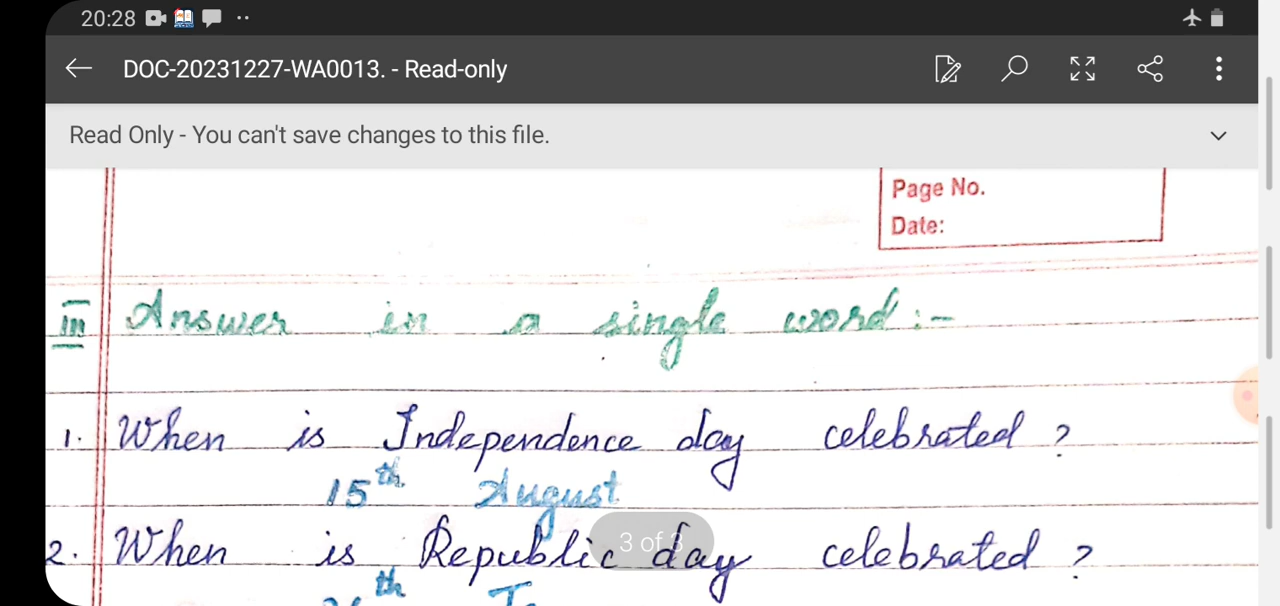 20:28
DOC-20231227-WA0013. - Read-only
Read Only - You can't save changes to this file.
Page No.
Date:
III Answer in a single word :-
1. When is Independence day celebrated ?
15th August
3 of 3
2. When is Republic day celebrated ?
th